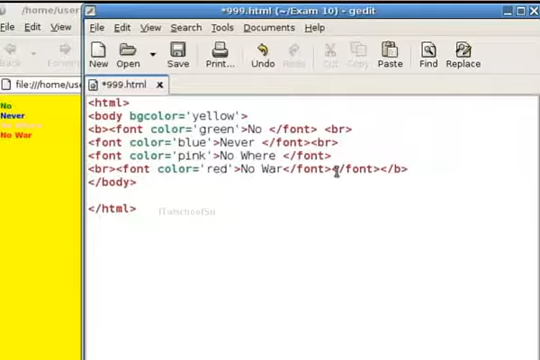 /home/user
*999.html (~/Exam 10) - gedit
File Edit View
File Edit View Search Tools Documents Help
Back Forward
New Open Save Print... Undo Redo Cut Copy Paste Find Replace
file:///home/use
*999.html x
No
Never
No War
<html>
<body bgcolor='yellow'>
<b><font color='green'>No </font> <br>
<font color='blue'>Never </font><br>
<font color='pink'>No Where </font>
<br><font color='red'>No War</font></font></b>
</body>
</html>